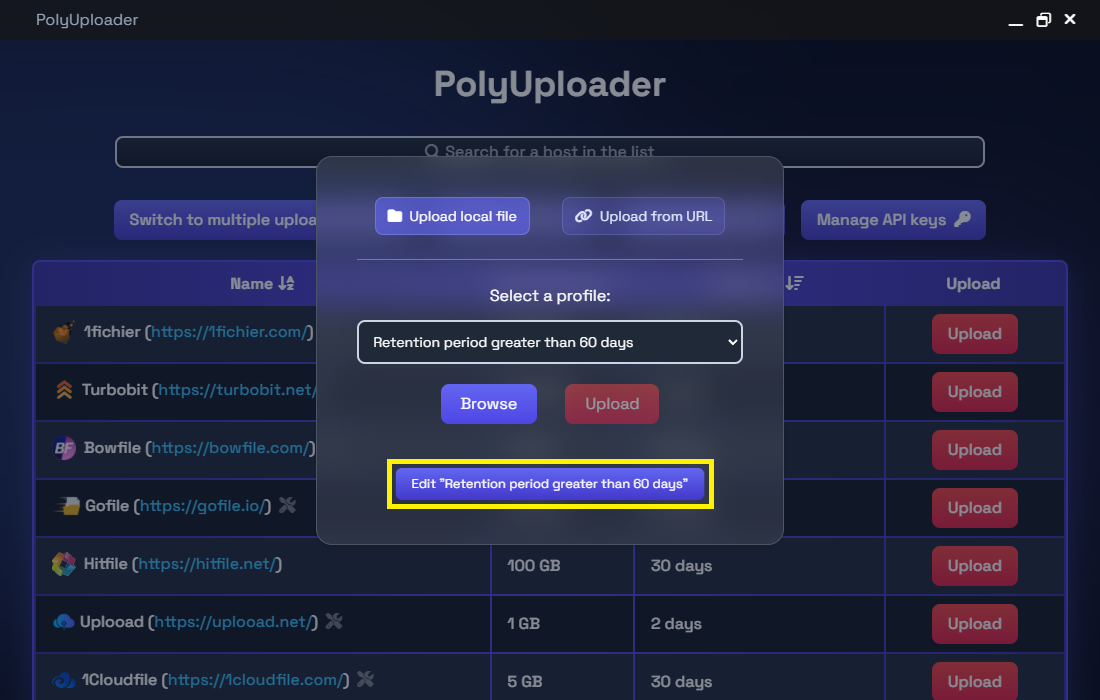 PolyUploader
PolyUploader
Search for a host in the list
Switch to multiple uploa
Manage API keys
Upload local file
Upload from URL
Select a profile:
Retention period greater than 60 days
Browse
Upload
Edit "Retention period greater than 60 days"
Name
Upload
1fichier (https://1fichier.com/)
Upload
Turbobit (https://turbobit.net/
Upload
BF Bowfile (https://bowfile.com/)
Upload
Gofile (https://gofile.io/)
Upload
Hitfile (https://hitfile.net/)
100 GB
30 days
Upload
Uplooad (https://uplooad.net/)
1 GB
2 days
Upload
1Cloudfile (https://1cloudfile.com/)
5 GB
30 days
Upload